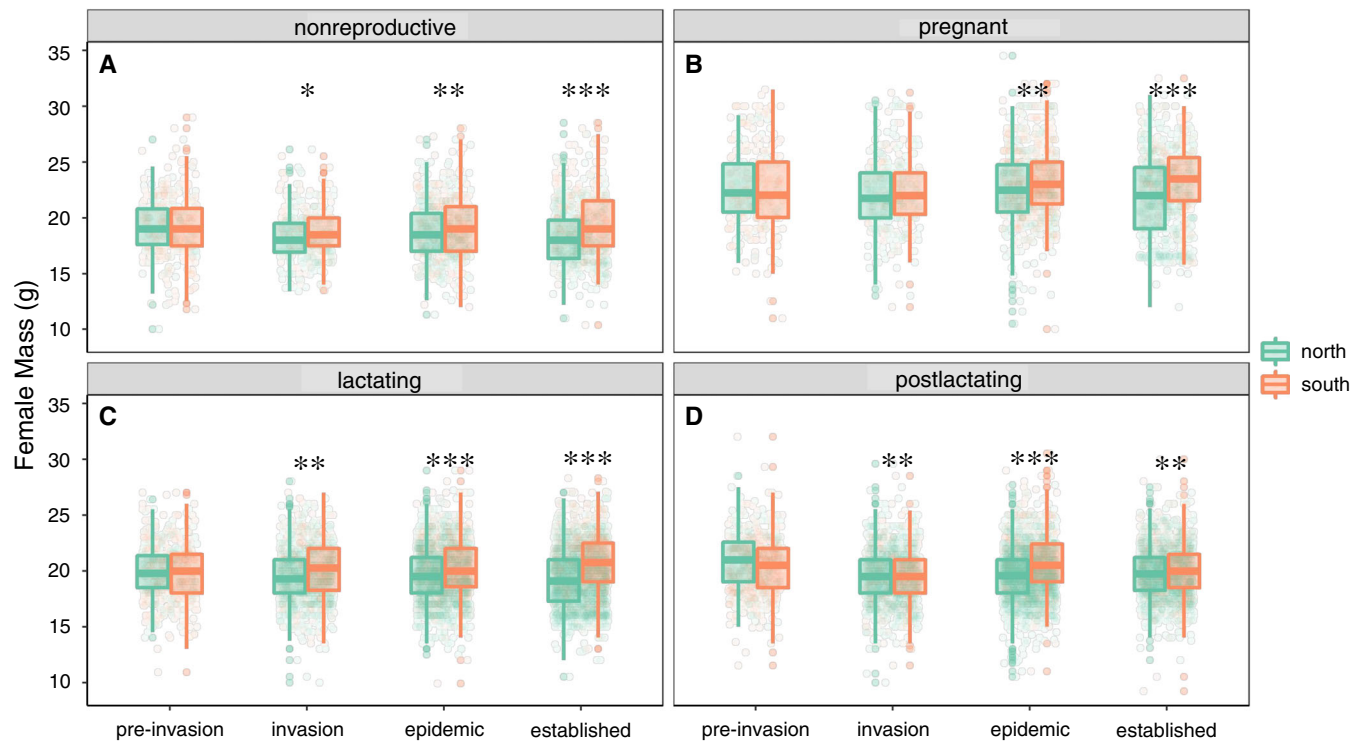 nonreproductive
pregnant
A
* ** ***
B
** ***
35
30
25
20
15
10
Female Mass (g)
north
south
lactating
postlactating
C
** *** ***
D
** *** **
35
30
25
20
15
10
pre-invasion invasion epidemic established
pre-invasion invasion epidemic established